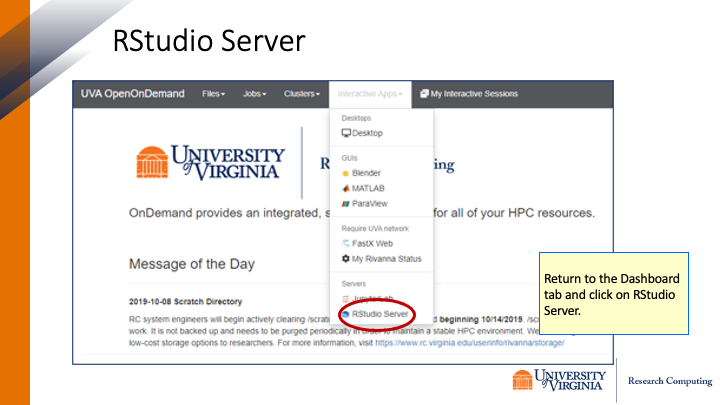 RStudio Server
UVA OpenOnDemand Files Jobs Clusters Interactive Apps My Interactive Sessions
Desktops
Desktop
GUIs
Blender
MATLAB
ParaView
Require UVA network
FastX Web
My Rivanna Status
Servers
JupyterLab
RStudio Server
UNIVERSITY of VIRGINIA
R ing
OnDemand provides an integrated, s for all of your HPC resources.
Message of the Day
2019-10-08 Scratch Directory
RC system engineers will begin actively clearing /scrat d beginning 10/14/2019. /sc
work. It is not backed up and needs to be purged periodically in order to maintain a stable HPC environment. We
low-cost storage options to researchers. For more information, visit https://www.rc.virginia.edu/userinfo/rivanna/storage/
Return to the Dashboard
tab and click on RStudio
Server.
UNIVERSITY of VIRGINIA Research Computing